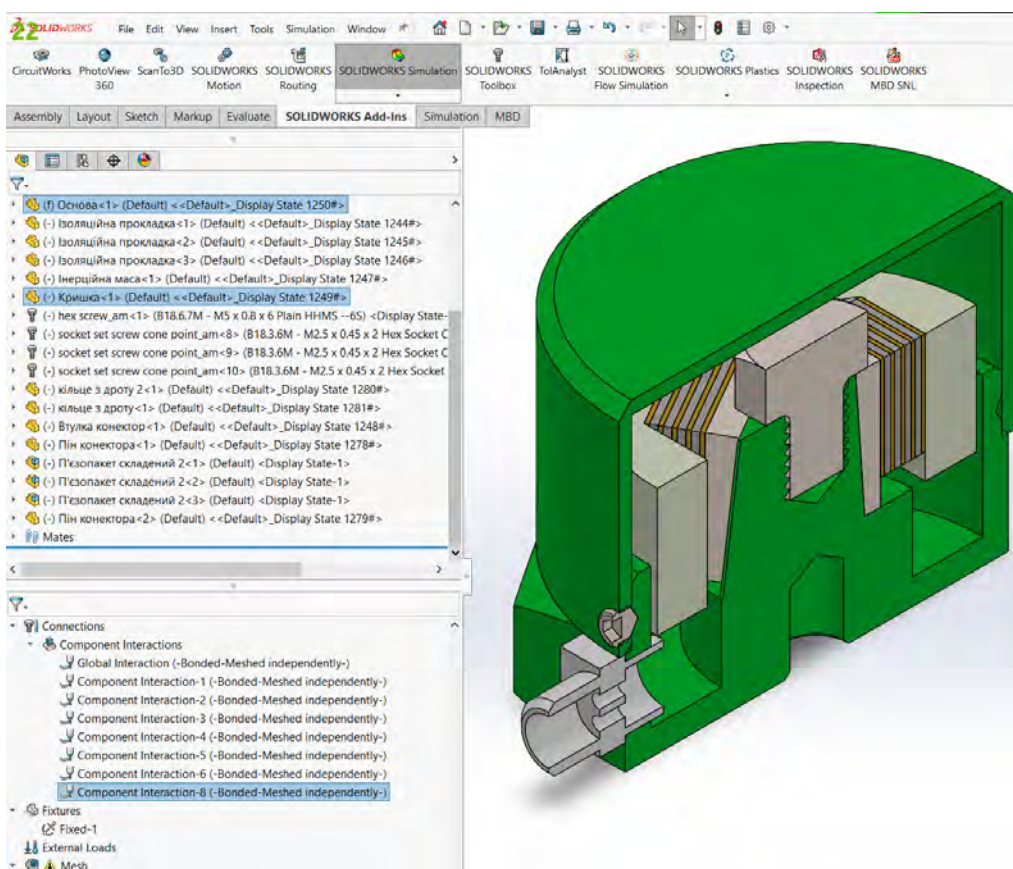 22
SOLIDWORKS File Edit View Insert Tools Simulation Window
CircuitWorks PhotoView 360 ScanTo3D SOLIDWORKS Motion SOLIDWORKS Routing SOLIDWORKS Simulation SOLIDWORKS Toolbox TolAnalyst SOLIDWORKS Flow Simulation SOLIDWORKS Plastics SOLIDWORKS Inspection SOLIDWORKS MBD SNL
Assembly Layout Sketch Markup Evaluate SOLIDWORKS Add-Ins Simulation MBD
(f) Основа<1> (Default) <<Default>_Display State 1250#>
(-) Ізоляційна прокладка<1> (Default) <<Default>_Display State 1244#>
(-) Ізоляційна прокладка<2> (Default) <<Default>_Display State 1245#>
(-) Ізоляційна прокладка<3> (Default) <<Default>_Display State 1246#>
(-) Інерційна маса<1> (Default) <<Default>_Display State 1247#>
(-) Кришка<1> (Default) <<Default>_Display State 1249#>
(-) hex screw_am<1> (B18.6.7M - M5 x 0.8 x 6 Plain HHMS --6S) <Display State-
(-) socket set screw cone point_am<8> (B18.3.6M - M2.5 x 0.45 x 2 Hex Socket C
(-) socket set screw cone point_am<9> (B18.3.6M - M2.5 x 0.45 x 2 Hex Socket C
(-) socket set screw cone point_am<10> (B18.3.6M - M2.5 x 0.45 x 2 Hex Socket
(-) кільце з дроту 2<1> (Default) <<Default>_Display State 1280#>
(-) кільце з дроту<1> (Default) <<Default>_Display State 1281#>
(-) Втулка конектор<1> (Default) <<Default>_Display State 1248#>
(-) Пін конектора<1> (Default) <<Default>_Display State 1278#>
(-) П'єзопакет складений 2<1> (Default) <Display State-1>
(-) П'єзопакет складений 2<2> (Default) <Display State-1>
(-) П'єзопакет складений 2<3> (Default) <Display State-1>
(-) Пін конектора<2> (Default) <<Default>_Display State 1279#>
Mates
Connections
Component Interactions
Global Interaction (-Bonded-Meshed independently-)
Component Interaction-1 (-Bonded-Meshed independently-)
Component Interaction-2 (-Bonded-Meshed independently-)
Component Interaction-3 (-Bonded-Meshed independently-)
Component Interaction-4 (-Bonded-Meshed independently-)
Component Interaction-5 (-Bonded-Meshed independently-)
Component Interaction-6 (-Bonded-Meshed independently-)
Component Interaction-8 (-Bonded-Meshed independently-)
Fixtures
Fixed-1
External Loads
Mesh